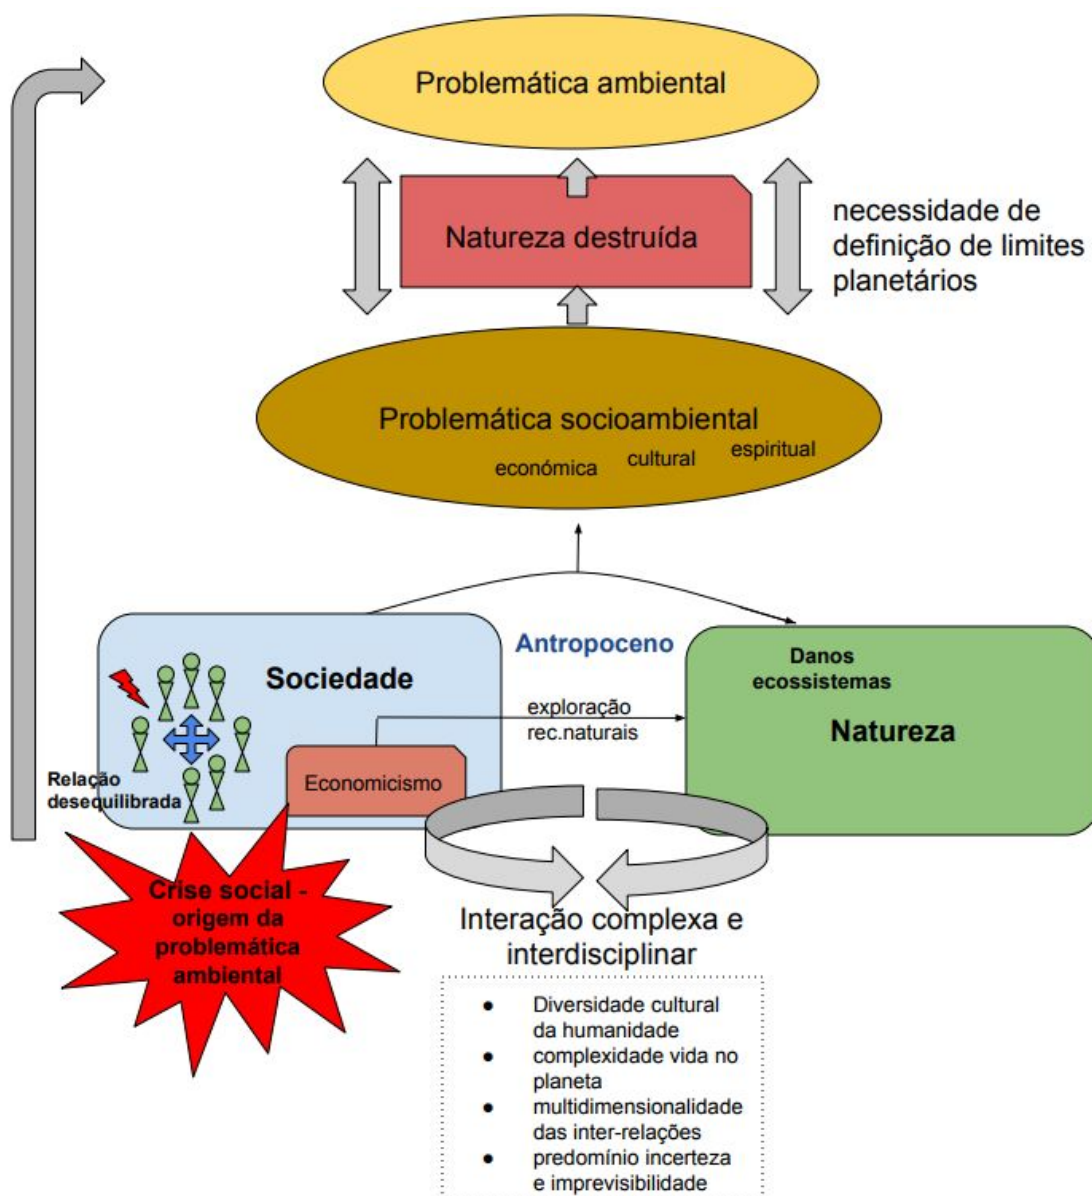 Problemática ambiental
Natureza destruída
necessidade de
definição de limites
planetários
Problemática socioambiental
económica
cultural
espiritual
Antropoceno
Sociedade
Danos
ecossistemas
Natureza
exploração
rec.naturais
Relação
desequilibrada
Economicismo
Crise social -
origem da
problemática
ambiental
Interação complexa e
interdisciplinar
● Diversidade cultural
da humanidade
● complexidade vida no
planeta
● multidimensionalidade
das inter-relações
● predomínio incerteza
e imprevisibilidade